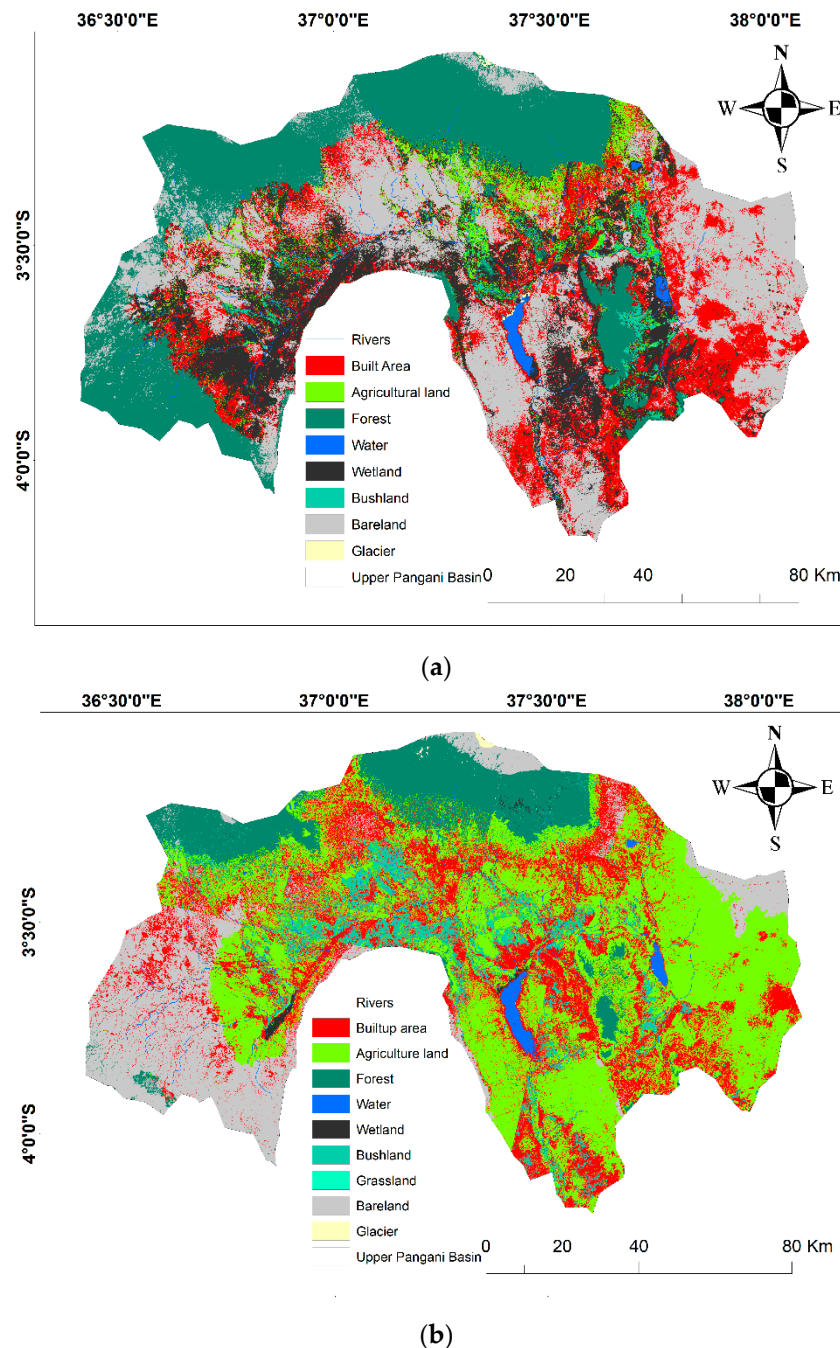 36°30'0"E 37°0'0"E 37°30'0"E 38°0'0"E
N
W E
S
3°30'0"S
4°0'0"S
Rivers
Built Area
Agricultural land
Forest
Water
Wetland
Bushland
Bareland
Glacier
Upper Pangani Basin
0 20 40 80 Km
(a)
36°30'0"E 37°0'0"E 37°30'0"E 38°0'0"E
N
W E
S
3°30'0"S
4°0'0"S
Rivers
Builtup area
Agriculture land
Forest
Water
Wetland
Bushland
Grassland
Bareland
Glacier
Upper Pangani Basin
0 20 40 80 Km
(b)